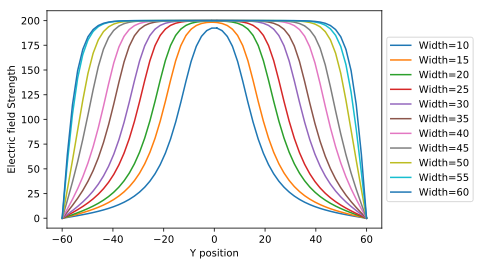 200
175
150
125
100
75
50
25
0
Electric field Strength
−60 −40 −20 0 20 40 60
Y position
Width=10
Width=15
Width=20
Width=25
Width=30
Width=35
Width=40
Width=45
Width=50
Width=55
Width=60